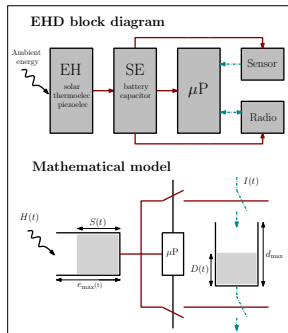 EHD block diagram
Ambient
energy
EH
solar
thermoelec
piezoelec
SE
battery
capacitor
μP
Sensor
Radio
Mathematical model
H(t)
S(t)
e_max(t)
μP
I(t)
D(t)
d_max